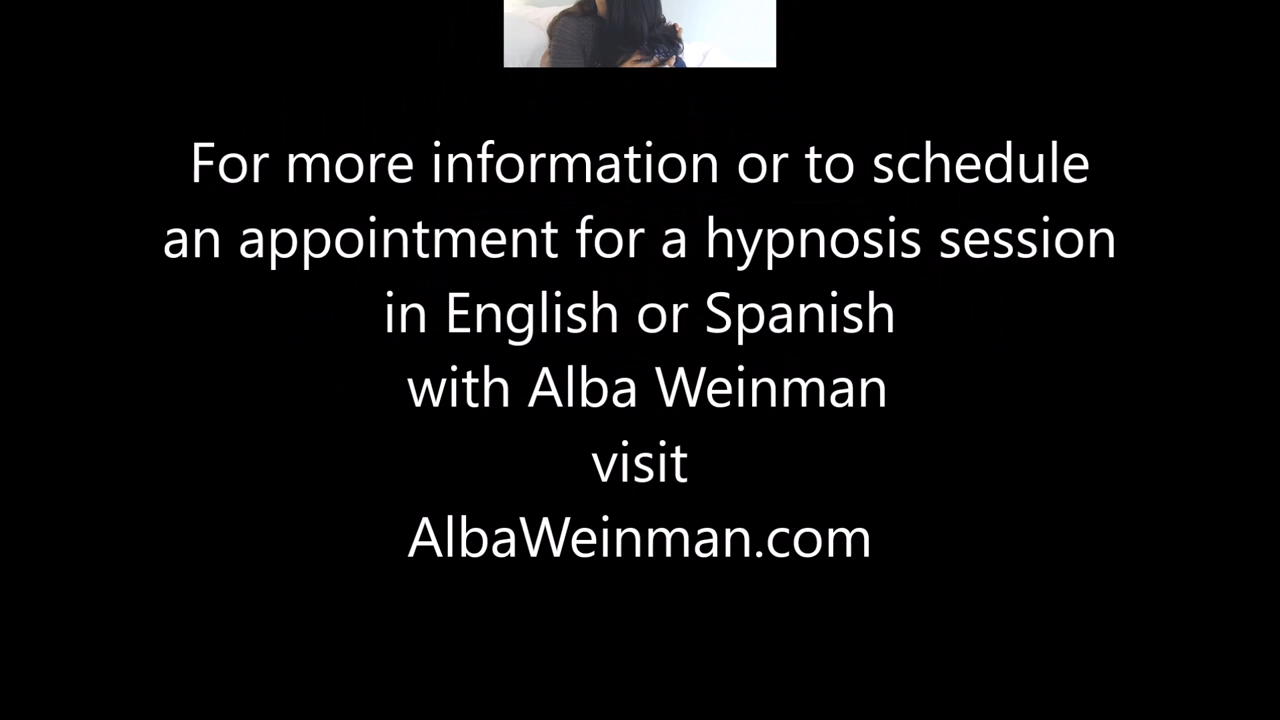 For more information or to schedule
an appointment for a hypnosis session
in English or Spanish
with Alba Weinman
visit
AlbaWeinman.com